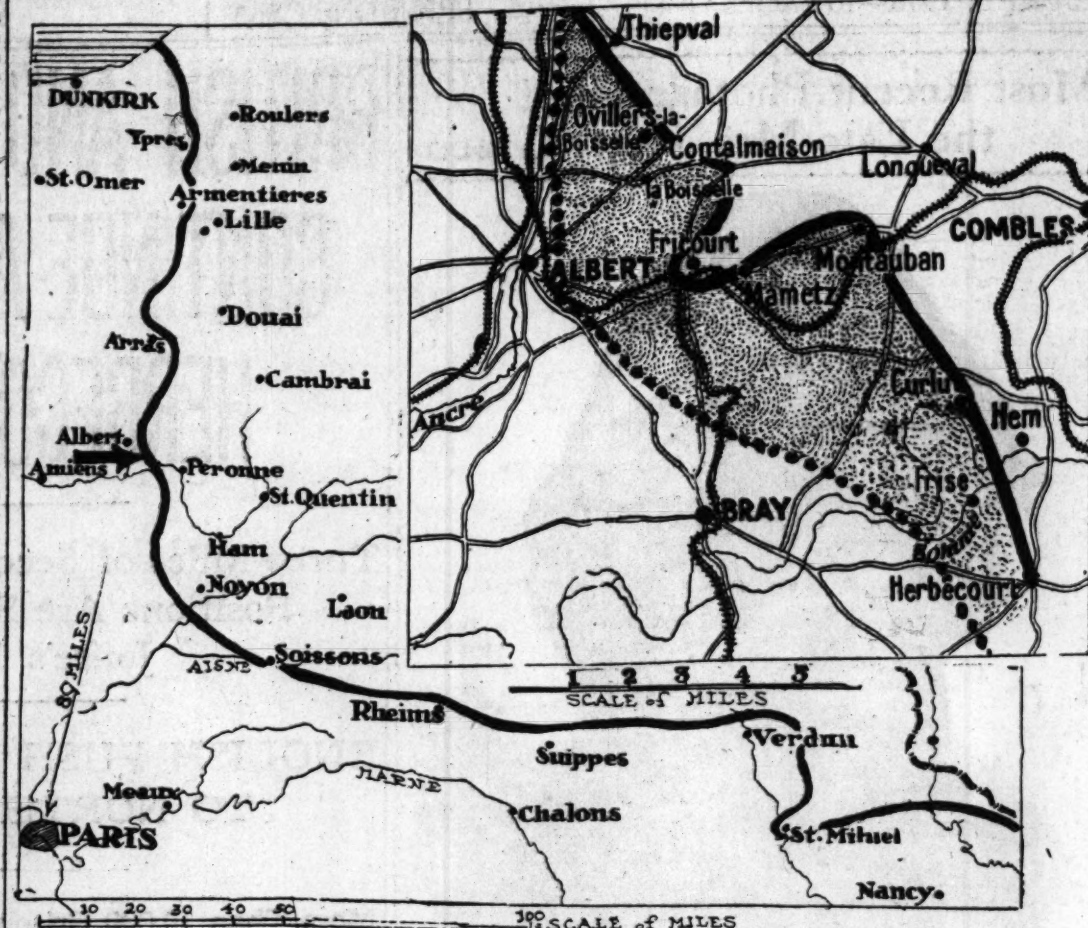 DUNKIRK
Roulers
Ypres
Menin
St. Omer
Armentieres
Lille
Douai
Arras
Cambrai
Albert
Amiens
Peronne
St. Quentin
Ham
Noyon
Laon
89 MILES
AISNE
Soissons
Rheims
Suippes
Verdun
MARNE
Meaux
Chalons
PARIS
St. Mihiel
Nancy
10 20 30 40 50 100
SCALE of MILES
Thiepval
Ovillers-la-
Boisselle
Contalmaison
Longueval
la Boisselle
COMBLES
Fricourt
ALBERT
Montauban
Mametz
Curlu
Ancre
Hem
Frise
BRAY
Somme
Herbécourt
1 2 3 4 5
SCALE of MILES